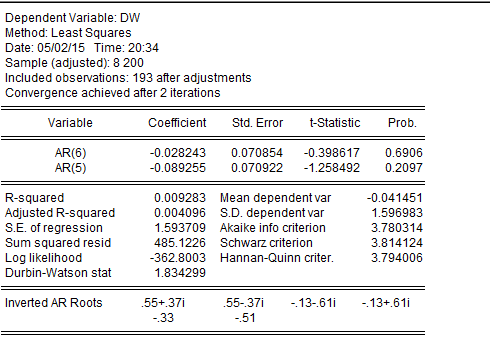 Dependent Variable: DW
Method: Least Squares
Date: 05/02/15 Time: 20:34
Sample (adjusted): 8 200
Included observations: 193 after adjustments
Convergence achieved after 2 iterations
Variable Coefficient Std. Error t-Statistic Prob.
AR(6) -0.028243 0.070854 -0.398617 0.6906
AR(5) -0.089255 0.070922 -1.258492 0.2097
R-squared 0.009283 Mean dependent var -0.041451
Adjusted R-squared 0.004096 S.D. dependent var 1.596983
S.E. of regression 1.593709 Akaike info criterion 3.780314
Sum squared resid 485.1226 Schwarz criterion 3.814124
Log likelihood -362.8003 Hannan-Quinn criter. 3.794006
Durbin-Watson stat 1.834299
Inverted AR Roots .55+.37i .55-.37i -.13-.61i -.13+.61i
-.33 -.51